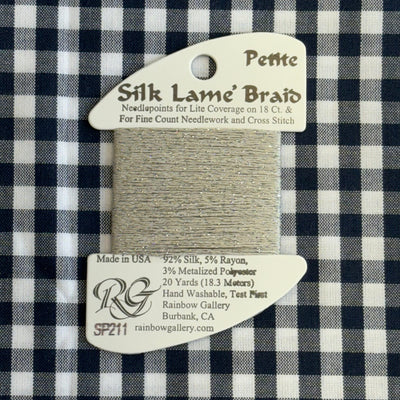 Petite
Silk Lamé Braid
Needlepoints for Lite Coverage on 18 Ct. &
For Fine Count Needlework and Cross Stitch
Made in USA 92% Silk, 5% Rayon,
3% Metalized Polyester
20 Yards (18.3 Meters)
RG Hand Washable, Test First
Rainbow Gallery
Burbank, CA
SP211 rainbowgallery.com